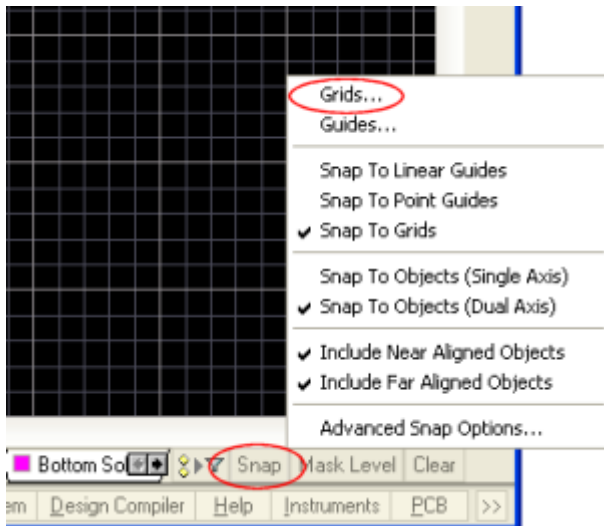 Grids...
Guides...
Snap To Linear Guides
Snap To Point Guides
Snap To Grids
Snap To Objects (Single Axis)
Snap To Objects (Dual Axis)
Include Near Aligned Objects
Include Far Aligned Objects
Advanced Snap Options...
Bottom So Snap Mask Level Clear
em Design Compiler Help Instruments PCB >>